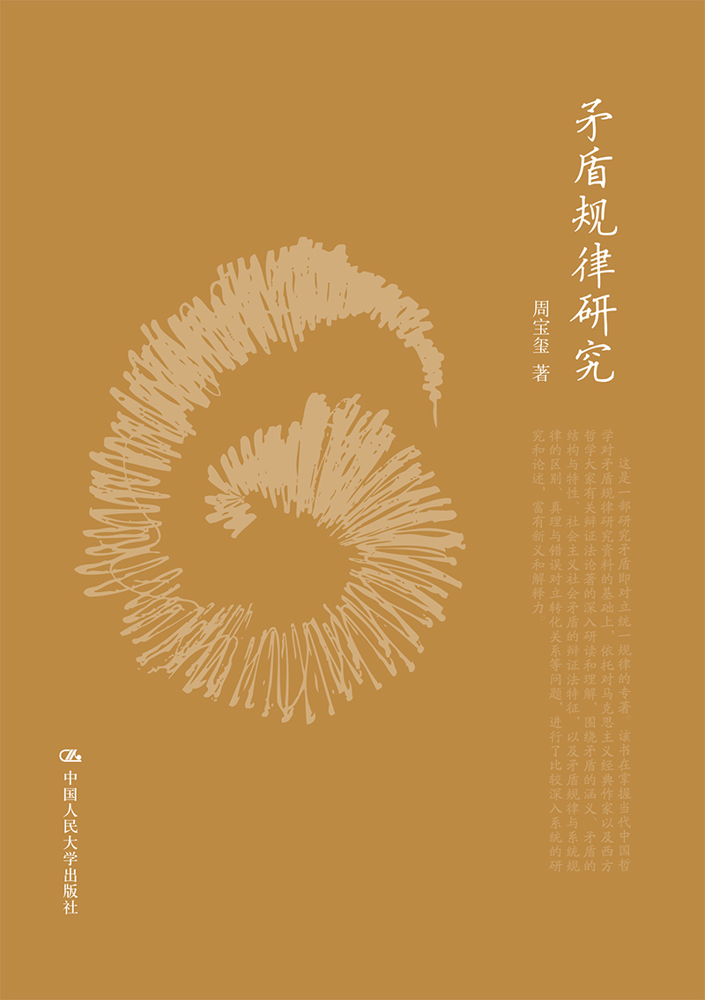 矛盾规律研究
周宝玺 著
这是一部研究矛盾即对立统一规律的专著。该书在掌握当代中国哲
学对矛盾规律研究资料的基础上，依托对马克思主义经典作家以及西方
哲学大家有关辩证法论著的深入研读和理解，围绕矛盾的涵义、矛盾的
结构与特性、社会主义社会矛盾的辩证法特征，以及矛盾规律与系统规
律的区别、真理与错误对立转化关系等问题，进行了比较深入系统的研
究和论述，富有新义和解释力。
中国人民大学出版社